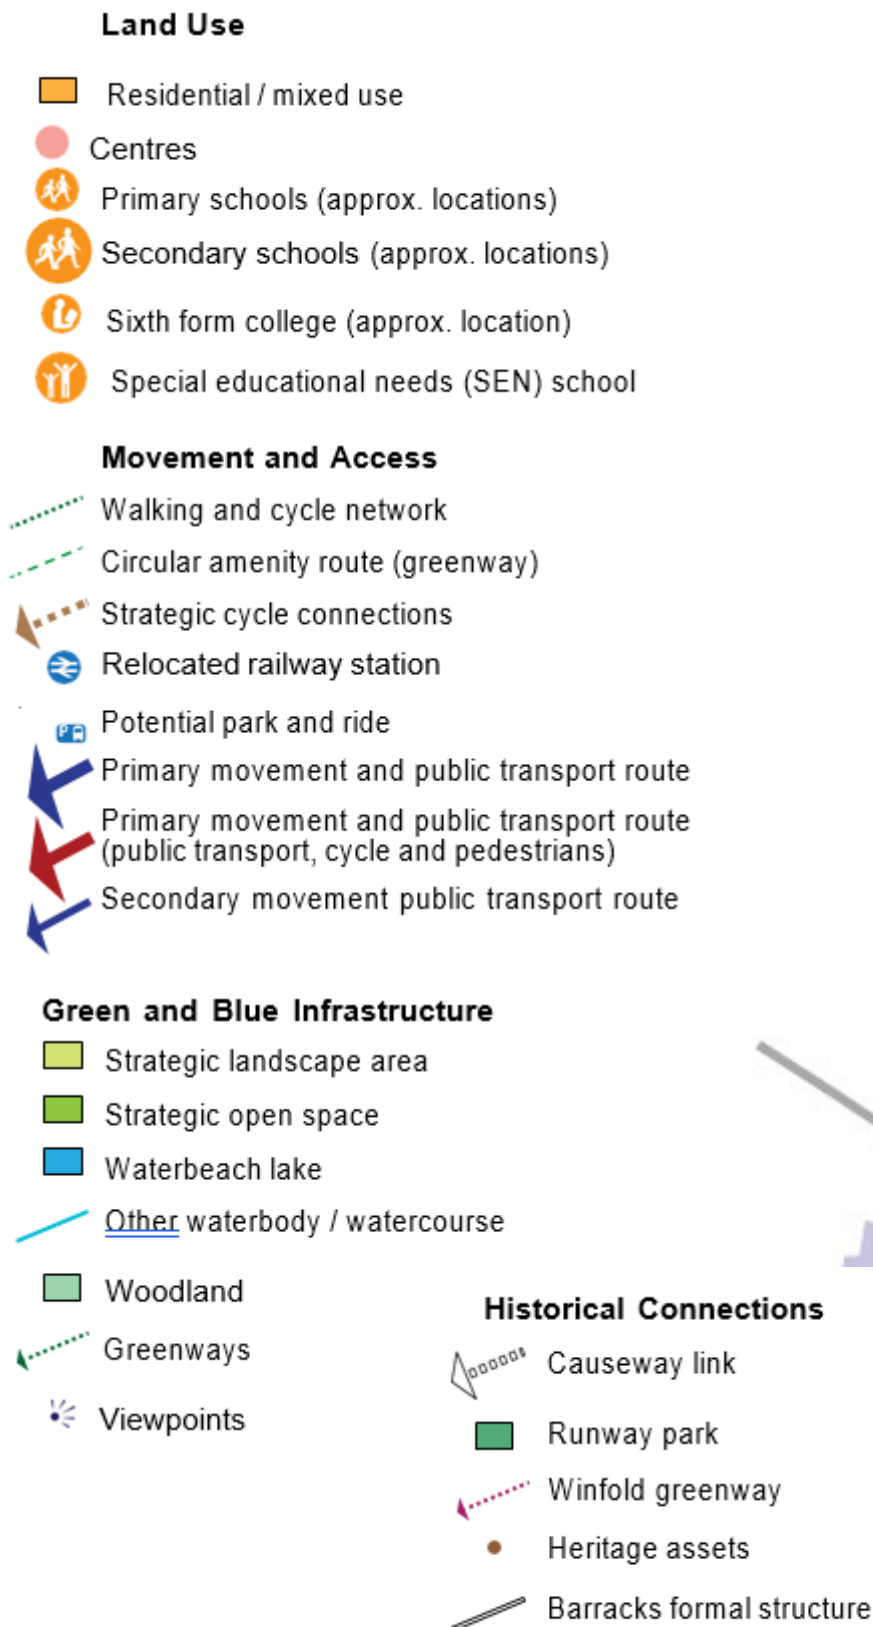 Land Use
Residential / mixed use
Centres
Primary schools (approx. locations)
Secondary schools (approx. locations)
Sixth form college (approx. location)
Special educational needs (SEN) school
Movement and Access
Walking and cycle network
Circular amenity route (greenway)
Strategic cycle connections
Relocated railway station
P
Potential park and ride
Primary movement and public transport route
Primary movement and public transport route
(public transport, cycle and pedestrians)
Secondary movement public transport route
Green and Blue Infrastructure
Strategic landscape area
Strategic open space
Waterbeach lake
Other waterbody / watercourse
Woodland
Greenways
Viewpoints
Historical Connections
Causeway link
Runway park
Winfold greenway
Heritage assets
Barracks formal structure